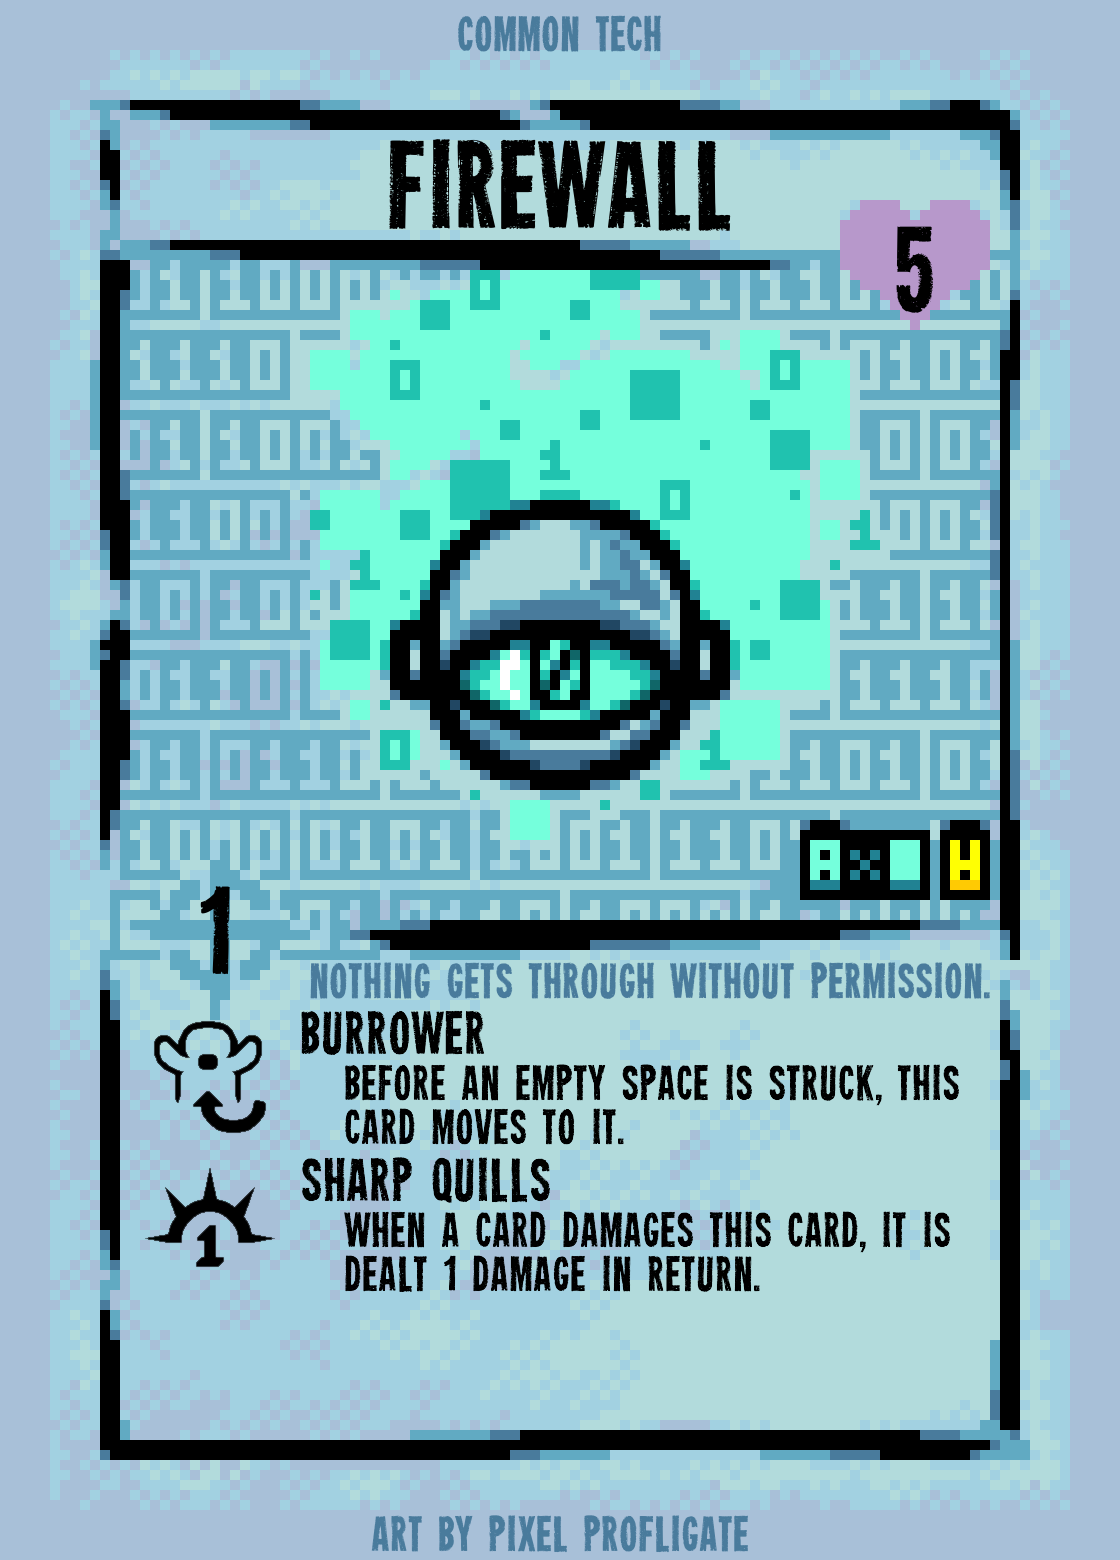 COMMON TECH
FIREWALL
5
1
NOTHING GETS THROUGH WITHOUT PERMISSION.
BURROWER
BEFORE AN EMPTY SPACE IS STRUCK, THIS
CARD MOVES TO IT.
SHARP QUILLS
WHEN A CARD DAMAGES THIS CARD, IT IS
1
DEALT 1 DAMAGE IN RETURN.
ART BY PIXEL PROFLIGATE